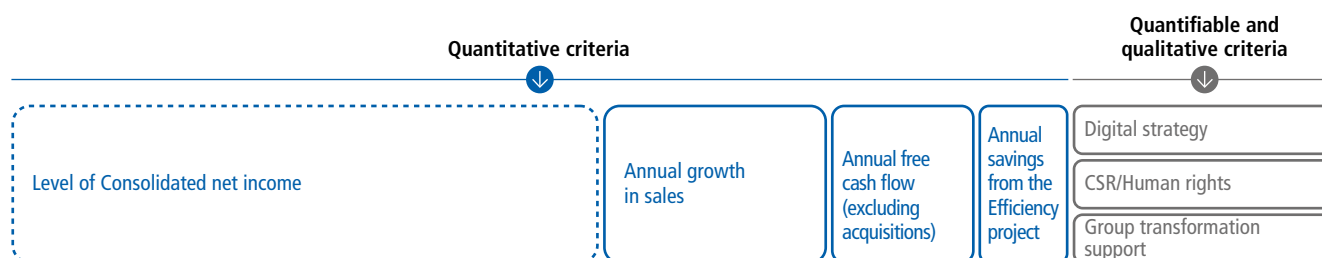 Quantitative criteria
Quantifiable and
qualitative criteria
Level of Consolidated net income
Annual growth
in sales
Annual free
cash flow
(excluding
acquisitions)
Annual
savings
from the
Efficiency
project
Digital strategy
CSR/Human rights
Group transformation
support